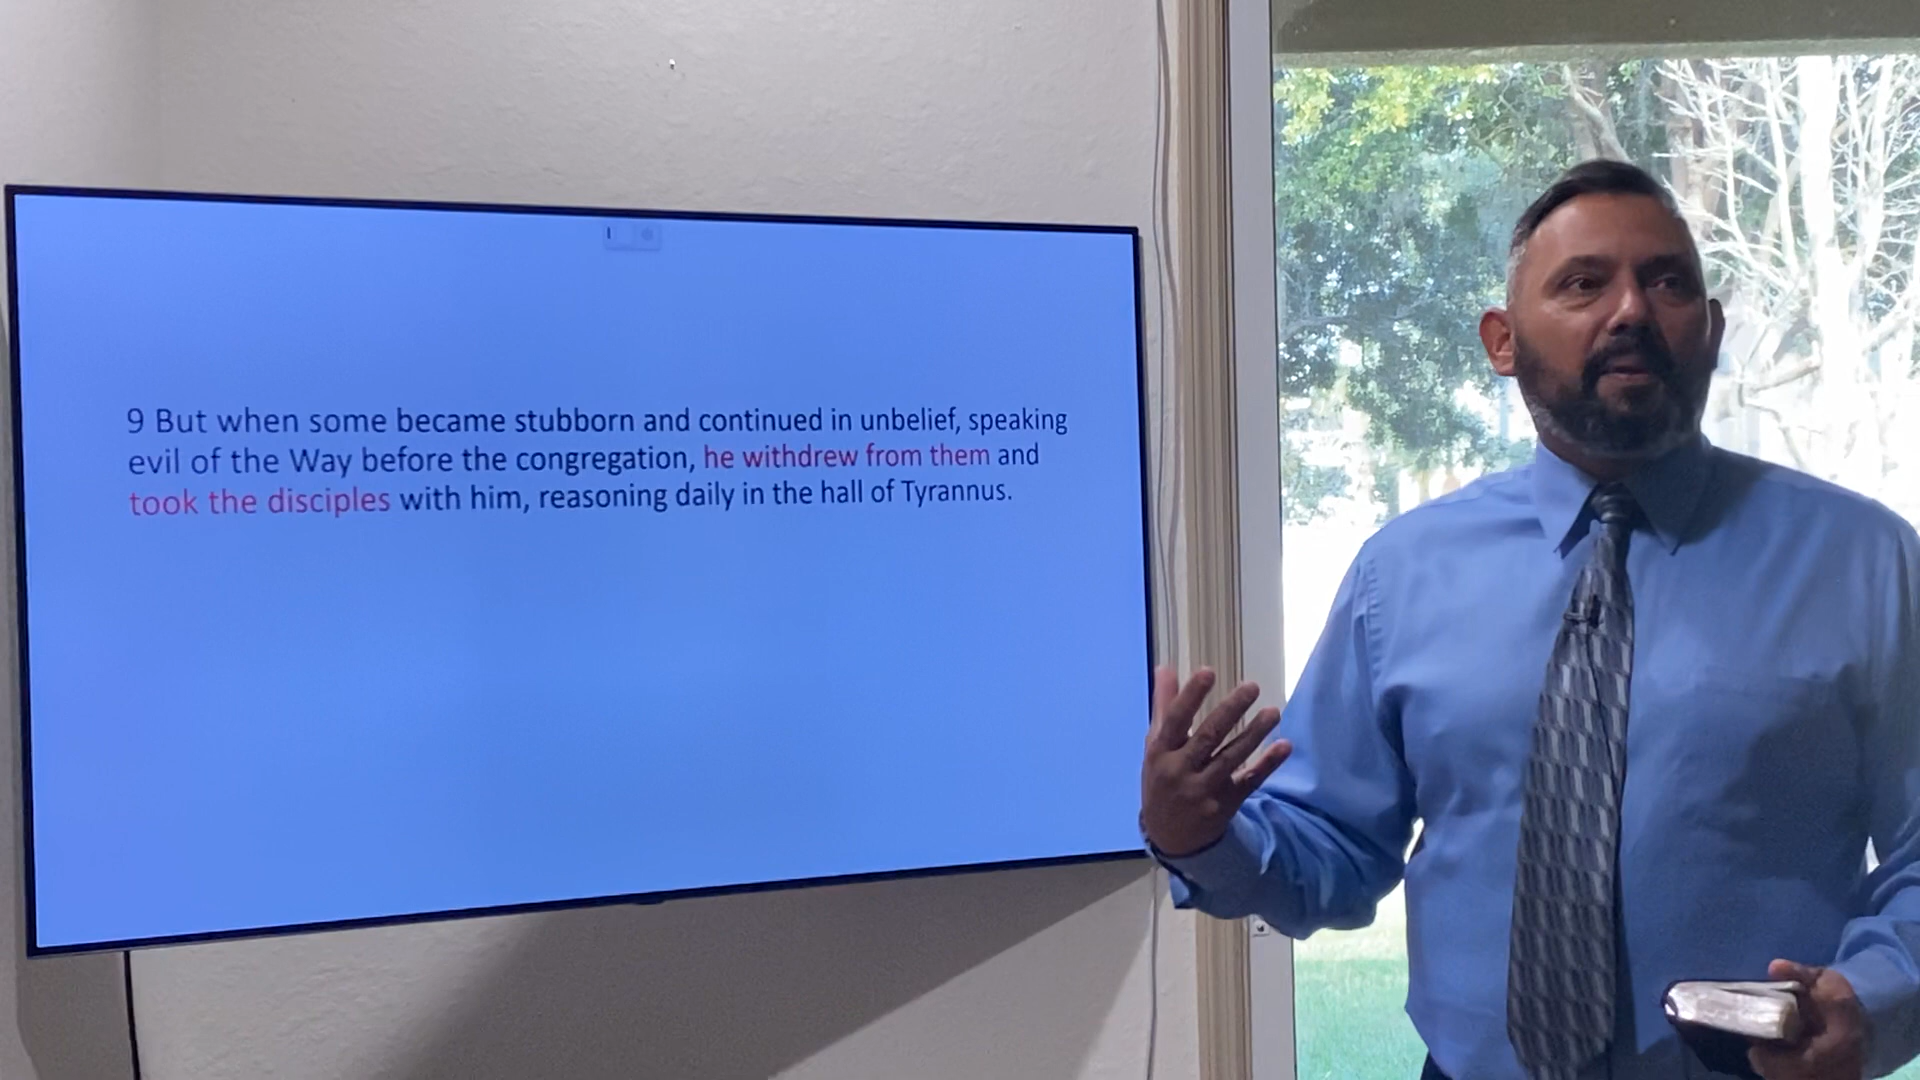 9 But when some became stubborn and continued in unbelief, speaking
evil of the Way before the congregation, he withdrew from them and
took the disciples with him, reasoning daily in the hall of Tyrannus.